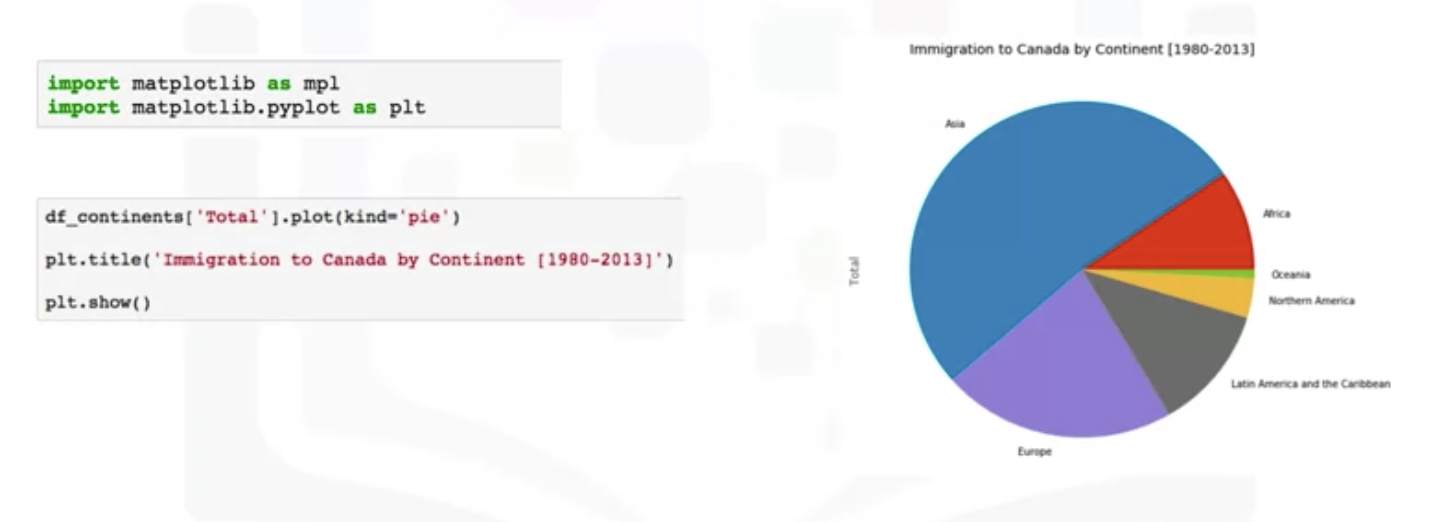 import matplotlib as mpl
import matplotlib.pyplot as plt
df_continents['Total'].plot(kind='pie')
plt.title('Immigration to Canada by Continent [1980-2013]')
plt.show()
Immigration to Canada by Continent [1980-2013]
Asia
Africa
Total
Oceania
Northern America
Latin America and the Caribbean
Europe